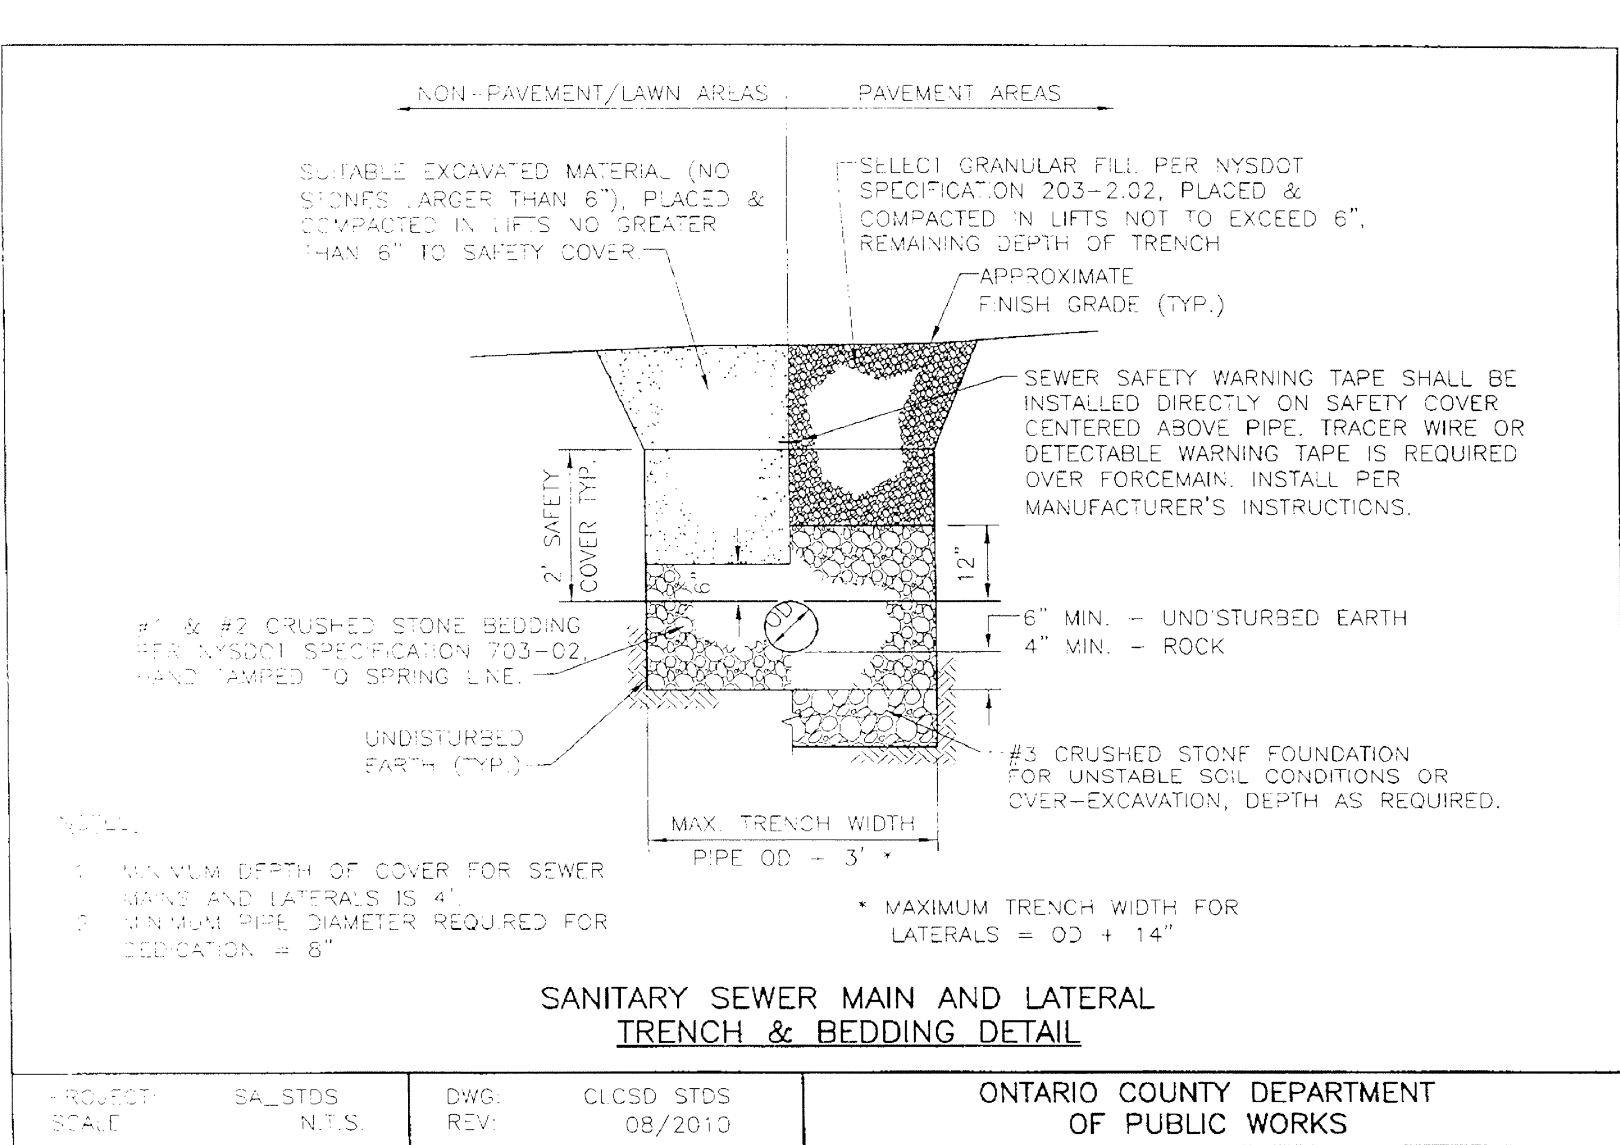 NON-PAVEMENT/LAWN AREAS
PAVEMENT AREAS
SUITABLE EXCAVATED MATERIAL (NO
STONES LARGER THAN 6"), PLACED &
COMPACTED IN LIFTS NO GREATER
THAN 6" TO SAFETY COVER.
SELECT GRANULAR FILL PER NYSDOT
SPECIFICATION 203-2.02, PLACED &
COMPACTED IN LIFTS NOT TO EXCEED 6",
REMAINING DEPTH OF TRENCH
APPROXIMATE
FINISH GRADE (TYP.)
SEWER SAFETY WARNING TAPE SHALL BE
INSTALLED DIRECTLY ON SAFETY COVER
CENTERED ABOVE PIPE. TRACER WIRE OR
DETECTABLE WARNING TAPE IS REQUIRED
OVER FORCEMAIN. INSTALL PER
MANUFACTURER'S INSTRUCTIONS.
2' SAFETY
COVER TYP.
6"
12"
OD
#1 & #2 CRUSHED STONE BEDDING
PER NYSDOT SPECIFICATION 703-02,
HAND TAMPED TO SPRING LINE.
6" MIN. - UNDISTURBED EARTH
4" MIN. - ROCK
UNDISTURBED
EARTH (TYP.)
#3 CRUSHED STONE FOUNDATION
FOR UNSTABLE SOIL CONDITIONS OR
OVER-EXCAVATION, DEPTH AS REQUIRED.
MAX. TRENCH WIDTH
PIPE OD - 3' *
NOTES:
1. MINIMUM DEPTH OF COVER FOR SEWER
MAINS AND LATERALS IS 4'.
2. MINIMUM PIPE DIAMETER REQUIRED FOR
DEDICATION = 8"
* MAXIMUM TRENCH WIDTH FOR
LATERALS = OD + 14"
SANITARY SEWER MAIN AND LATERAL
TRENCH & BEDDING DETAIL
PROJECT: SA_STDS
SCALE N.T.S.
DWG: CLCSD STDS
REV: 08/2010
ONTARIO COUNTY DEPARTMENT
OF PUBLIC WORKS